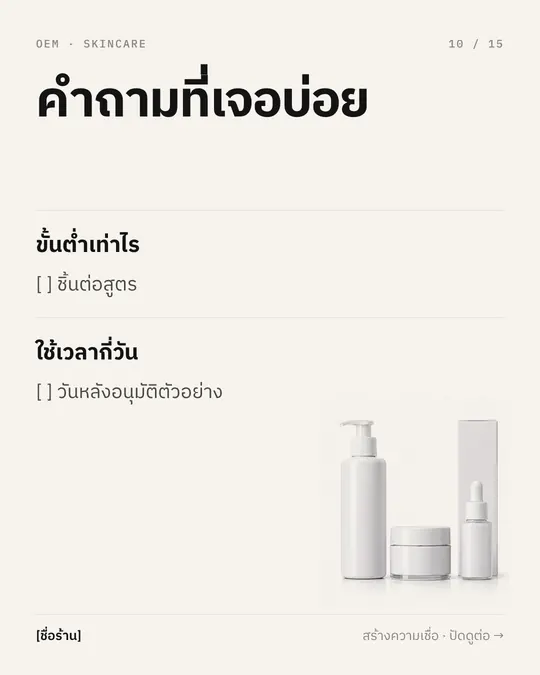 OEM · SKINCARE
10 / 15
คำถามที่เจอบ่อย
ขั้นต่ำเท่าไร
[ ] ชิ้นต่อสูตร
ใช้เวลากี่วัน
[ ] วันหลังอนุมัติตัวอย่าง
[ชื่อร้าน]
สร้างความเชื่อ · ปัดดูต่อ →